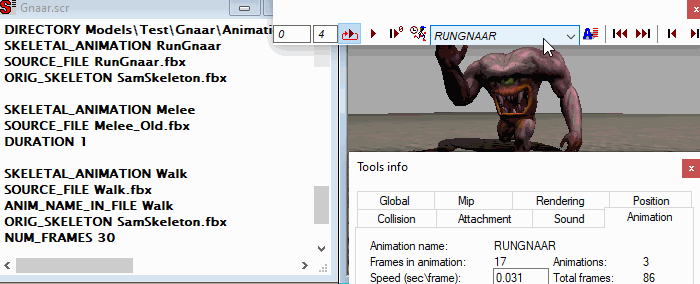 Gnaar.scr
DIRECTORY Models\Test\Gnaar\Animati
SKELETAL_ANIMATION RunGnaar
SOURCE_FILE RunGnaar.fbx
ORIG_SKELETON SamSkeleton.fbx
SKELETAL_ANIMATION Melee
SOURCE_FILE Melee_Old.fbx
DURATION 1
SKELETAL_ANIMATION Walk
SOURCE_FILE Walk.fbx
ANIM_NAME_IN_FILE Walk
ORIG_SKELETON SamSkeleton.fbx
NUM_FRAMES 30
0 4 RUNGNAAR
Tools info
Global Mip Rendering Position
Collision Attachment Sound Animation
Animation name: RUNGNAAR
Frames in animation: 17 Animations: 3
Speed (sec\frame): 0.031 Total frames: 86